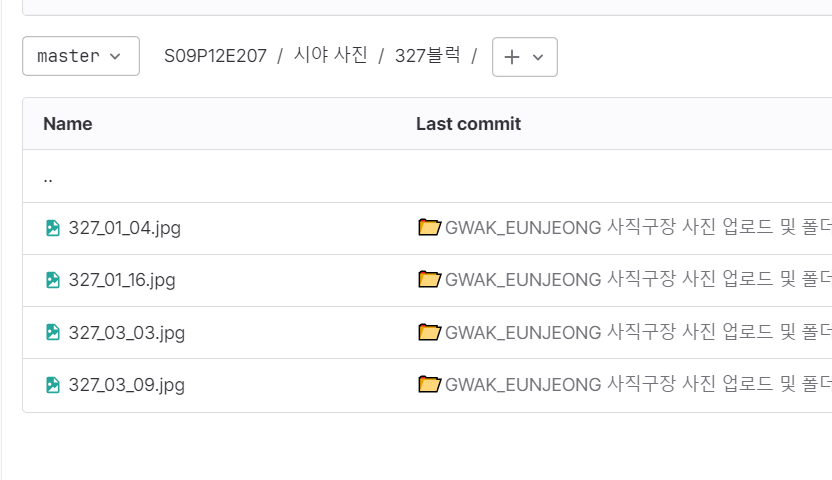 master S09P12E207 / 시야 사진 / 327블럭 / +
Name Last commit
..
327_01_04.jpg GWAK_EUNJEONG 사직구장 사진 업로드 및 폴더
327_01_16.jpg GWAK_EUNJEONG 사직구장 사진 업로드 및 폴더
327_03_03.jpg GWAK_EUNJEONG 사직구장 사진 업로드 및 폴더
327_03_09.jpg GWAK_EUNJEONG 사직구장 사진 업로드 및 폴더